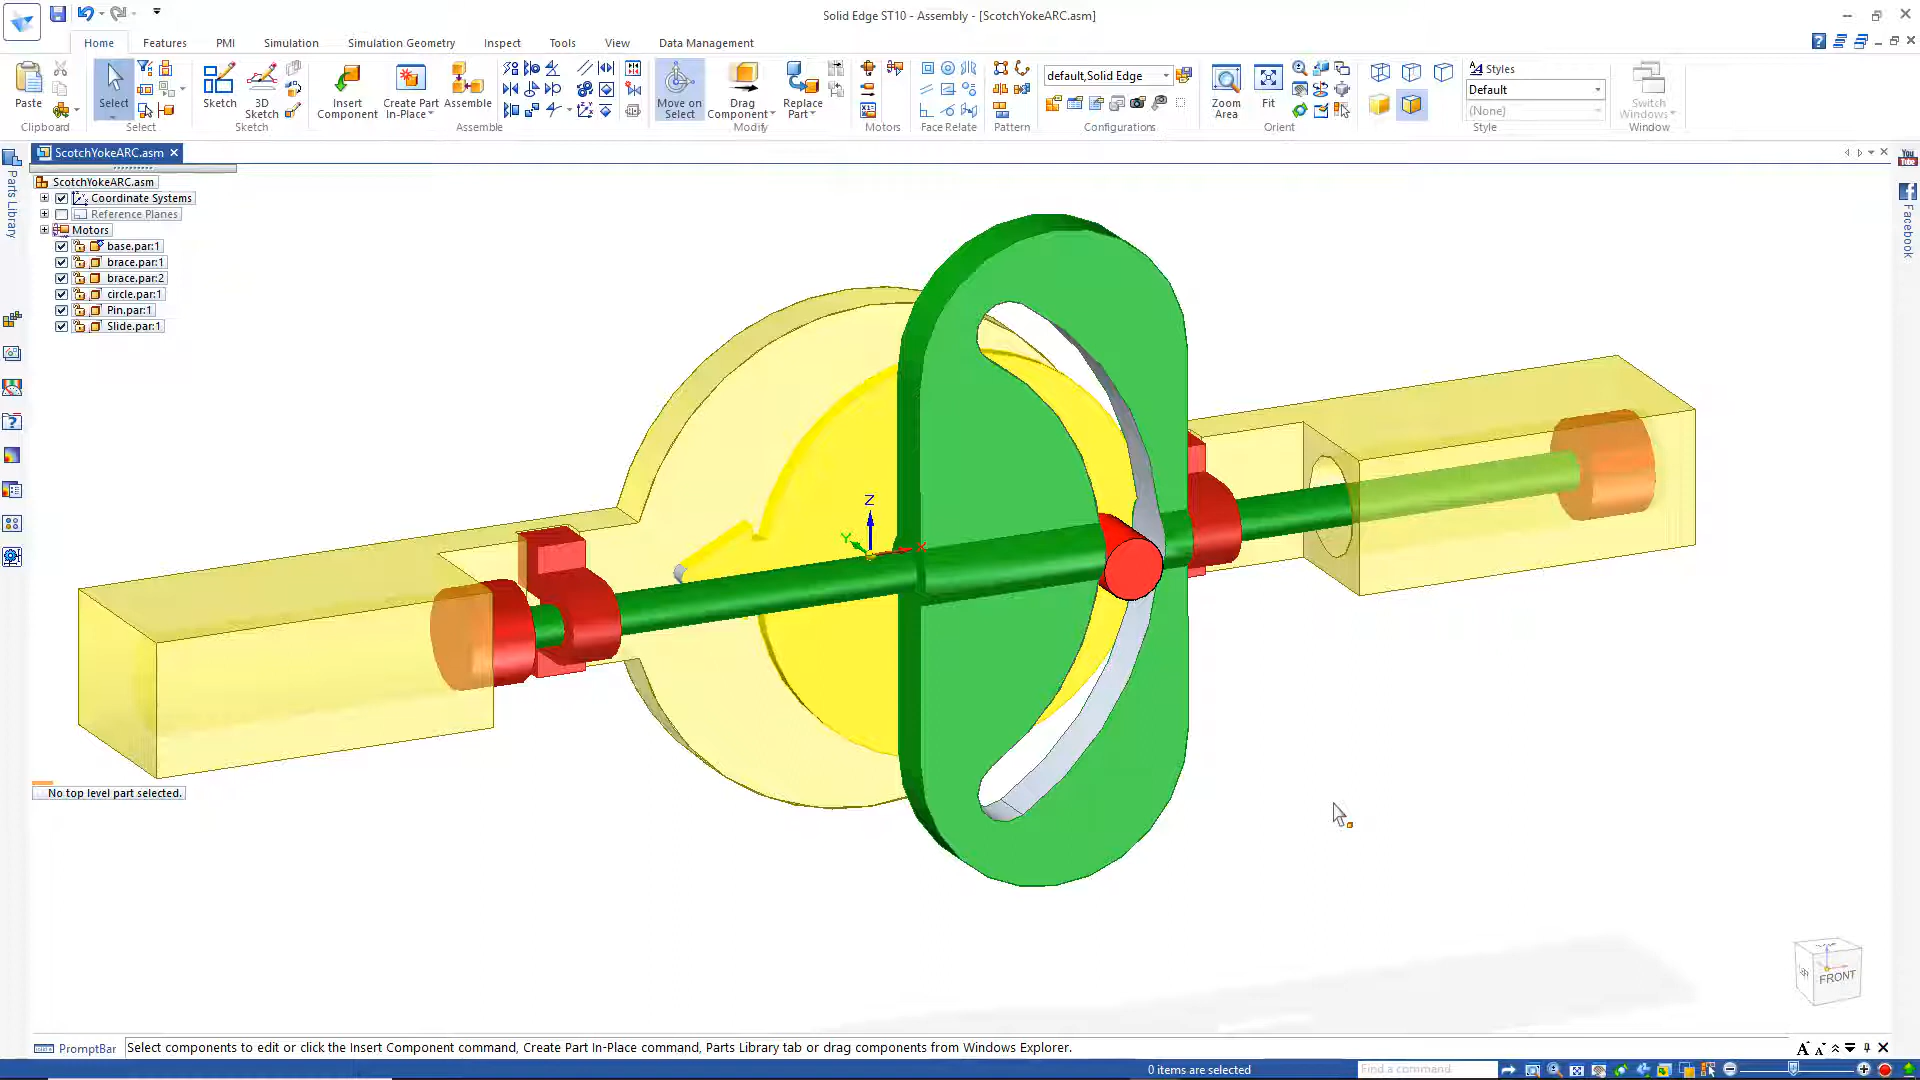 Solid Edge ST10 - Assembly - [ScotchYokeARC.asm]
Home Features PMI Simulation Simulation Geometry Inspect Tools View Data Management
Paste
Clipboard
Select
Select
Sketch
3D Sketch
Sketch
Insert Component
Create Part In-Place
Assemble
Assemble
Move on Select
Drag Component
Replace Part
Modify
Motors
Face Relate
Pattern
default,Solid Edge
Configurations
Zoom Area
Fit
Orient
Styles
Default
(None)
Style
Switch Windows
Window
ScotchYokeARC.asm
Parts Library
ScotchYokeARC.asm
Coordinate Systems
Reference Planes
Motors
base.par:1
brace.par:1
brace.par:2
circle.par:1
Pin.par:1
Slide.par:1
You Tube
Facebook
Z
Y
X
No top level part selected.
FRONT
PromptBar
Select components to edit or click the Insert Component command, Create Part In-Place command, Parts Library tab or drag components from Windows Explorer.
0 items are selected
Find a command